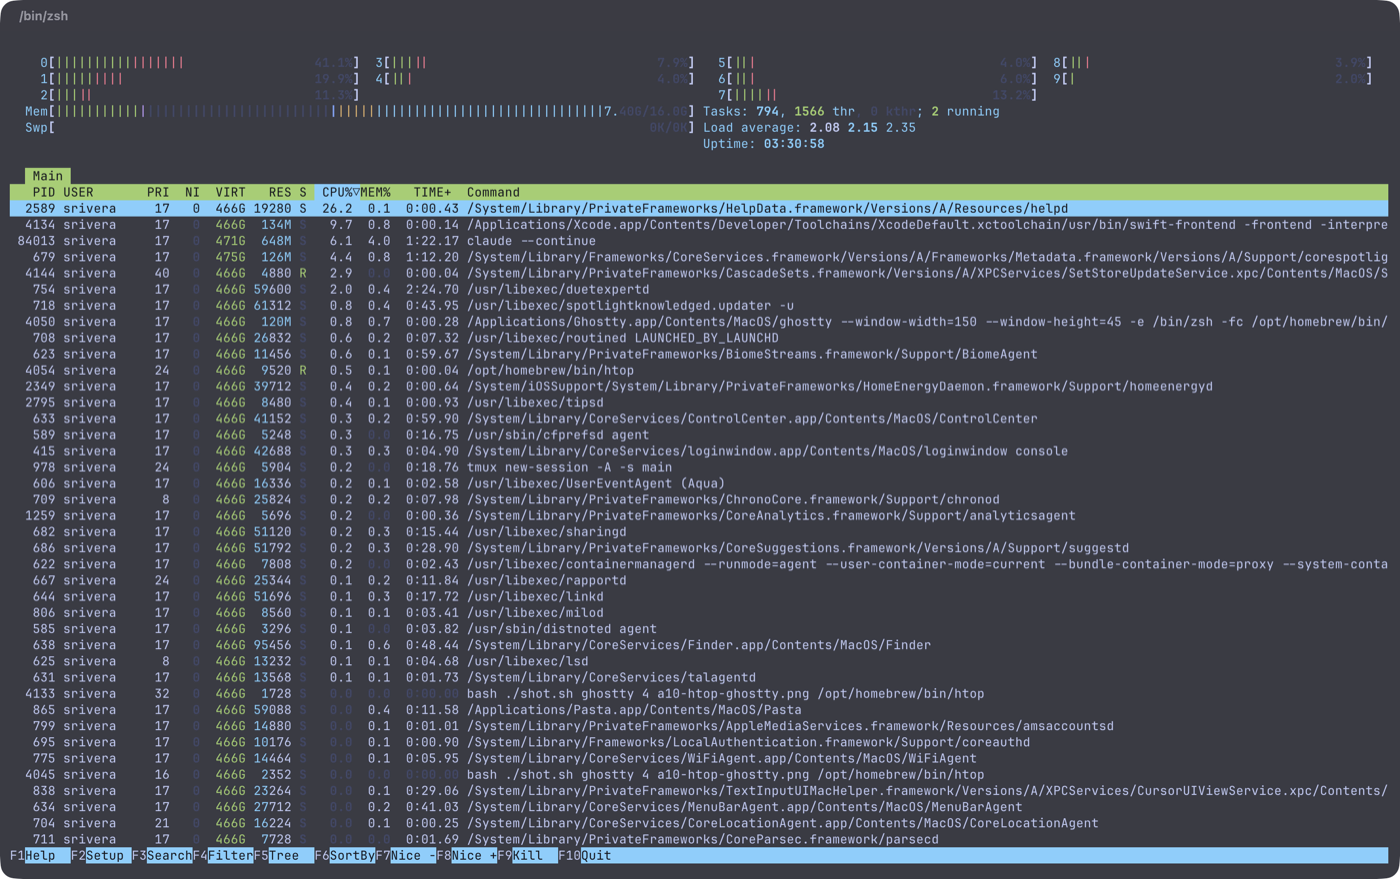 /bin/zsh
0[||||||||||||||||| 41.1%] 3[||||| 7.9%] 5[||| 4.0%] 8[||| 3.9%]
1[||||||||| 19.9%] 4[||| 4.0%] 6[||| 6.0%] 9[| 2.0%]
2[||||| 11.3%] 7[|||||| 13.2%]
Mem[||||||||||||||||||||||||||||||||||||||||||||||||||||||||||||||||||||||||7.40G/16.0G] Tasks: 794, 1566 thr, 0 kthr; 2 running
Swp[ 0K/0K] Load average: 2.08 2.15 2.35
Uptime: 03:30:58
Main
PID USER PRI NI VIRT RES S CPU%▽MEM% TIME+ Command
2589 srivera 17 0 466G 19280 S 26.2 0.1 0:00.43 /System/Library/PrivateFrameworks/HelpData.framework/Versions/A/Resources/helpd
4134 srivera 17 0 466G 134M S 9.7 0.8 0:00.14 /Applications/Xcode.app/Contents/Developer/Toolchains/XcodeDefault.xctoolchain/usr/bin/swift-frontend -frontend -interpre
84013 srivera 17 0 471G 648M S 6.1 4.0 1:22.17 claude --continue
679 srivera 17 0 475G 126M S 4.4 0.8 1:12.20 /System/Library/Frameworks/CoreServices.framework/Versions/A/Frameworks/Metadata.framework/Versions/A/Support/corespotlig
4144 srivera 40 0 466G 4880 R 2.9 0.0 0:00.04 /System/Library/PrivateFrameworks/CascadeSets.framework/Versions/A/XPCServices/SetStoreUpdateService.xpc/Contents/MacOS/S
754 srivera 17 0 466G 59600 S 2.0 0.4 2:24.70 /usr/libexec/duetexpertd
718 srivera 17 0 466G 61312 S 0.8 0.4 0:43.95 /usr/libexec/spotlightknowledged.updater -u
4050 srivera 17 0 466G 120M S 0.8 0.7 0:00.28 /Applications/Ghostty.app/Contents/MacOS/ghostty --window-width=150 --window-height=45 -e /bin/zsh -fc /opt/homebrew/bin/
708 srivera 17 0 466G 26832 S 0.6 0.2 0:07.32 /usr/libexec/routined LAUNCHED_BY_LAUNCHD
623 srivera 17 0 466G 11456 S 0.6 0.1 0:59.67 /System/Library/PrivateFrameworks/BiomeStreams.framework/Support/BiomeAgent
4054 srivera 24 0 466G 9520 R 0.5 0.1 0:00.04 /opt/homebrew/bin/htop
2349 srivera 17 0 466G 39712 S 0.4 0.2 0:00.64 /System/iOSSupport/System/Library/PrivateFrameworks/HomeEnergyDaemon.framework/Support/homeenergyd
2795 srivera 17 0 466G 8480 S 0.4 0.1 0:00.93 /usr/libexec/tipsd
633 srivera 17 0 466G 41152 S 0.3 0.2 0:59.90 /System/Library/CoreServices/ControlCenter.app/Contents/MacOS/ControlCenter
589 srivera 17 0 466G 5248 S 0.3 0.0 0:16.75 /usr/sbin/cfprefsd agent
415 srivera 17 0 466G 42688 S 0.3 0.3 0:04.90 /System/Library/CoreServices/loginwindow.app/Contents/MacOS/loginwindow console
978 srivera 24 0 466G 5904 S 0.2 0.0 0:18.76 tmux new-session -A -s main
606 srivera 17 0 466G 16336 S 0.2 0.1 0:02.58 /usr/libexec/UserEventAgent (Aqua)
709 srivera 8 0 466G 25824 S 0.2 0.2 0:07.98 /System/Library/PrivateFrameworks/ChronoCore.framework/Support/chronod
1259 srivera 17 0 466G 5696 S 0.2 0.0 0:00.36 /System/Library/PrivateFrameworks/CoreAnalytics.framework/Support/analyticsagent
682 srivera 17 0 466G 51120 S 0.2 0.3 0:15.44 /usr/libexec/sharingd
686 srivera 17 0 466G 51792 S 0.2 0.3 0:28.90 /System/Library/PrivateFrameworks/CoreSuggestions.framework/Versions/A/Support/suggestd
622 srivera 17 0 466G 7808 S 0.2 0.0 0:02.43 /usr/libexec/containermanagerd --runmode=agent --user-container-mode=current --bundle-container-mode=proxy --system-conta
667 srivera 24 0 466G 25344 S 0.1 0.2 0:11.84 /usr/libexec/rapportd
644 srivera 17 0 466G 51696 S 0.1 0.3 0:17.72 /usr/libexec/linkd
806 srivera 17 0 466G 8560 S 0.1 0.1 0:03.41 /usr/libexec/milod
585 srivera 17 0 466G 3296 S 0.1 0.0 0:03.82 /usr/sbin/distnoted agent
638 srivera 17 0 466G 95456 S 0.1 0.6 0:48.44 /System/Library/CoreServices/Finder.app/Contents/MacOS/Finder
625 srivera 8 0 466G 13232 S 0.1 0.1 0:04.68 /usr/libexec/lsd
631 srivera 17 0 466G 13568 S 0.1 0.1 0:01.73 /System/Library/CoreServices/talagentd
4133 srivera 32 0 466G 1728 S 0.0 0.0 0:00.00 bash ./shot.sh ghostty 4 a10-htop-ghostty.png /opt/homebrew/bin/htop
865 srivera 17 0 466G 59088 S 0.0 0.4 0:11.58 /Applications/Pasta.app/Contents/MacOS/Pasta
799 srivera 17 0 466G 14880 S 0.0 0.1 0:01.01 /System/Library/PrivateFrameworks/AppleMediaServices.framework/Resources/amsaccountsd
695 srivera 17 0 466G 10176 S 0.0 0.1 0:00.90 /System/Library/Frameworks/LocalAuthentication.framework/Support/coreauthd
775 srivera 17 0 466G 14464 S 0.0 0.1 0:05.95 /System/Library/CoreServices/WiFiAgent.app/Contents/MacOS/WiFiAgent
4045 srivera 16 0 466G 2352 S 0.0 0.0 0:00.00 bash ./shot.sh ghostty 4 a10-htop-ghostty.png /opt/homebrew/bin/htop
838 srivera 17 0 466G 23264 S 0.0 0.1 0:29.06 /System/Library/PrivateFrameworks/TextInputUIMacHelper.framework/Versions/A/XPCServices/CursorUIViewService.xpc/Contents/
634 srivera 17 0 466G 27712 S 0.0 0.2 0:41.03 /System/Library/CoreServices/MenuBarAgent.app/Contents/MacOS/MenuBarAgent
704 srivera 21 0 466G 16224 S 0.0 0.1 0:00.25 /System/Library/CoreServices/CoreLocationAgent.app/Contents/MacOS/CoreLocationAgent
711 srivera 17 0 466G 7728 S 0.0 0.0 0:01.69 /System/Library/PrivateFrameworks/CoreParsec.framework/parsecd
F1Help F2Setup F3SearchF4FilterF5Tree F6SortByF7Nice -F8Nice +F9Kill F10Quit